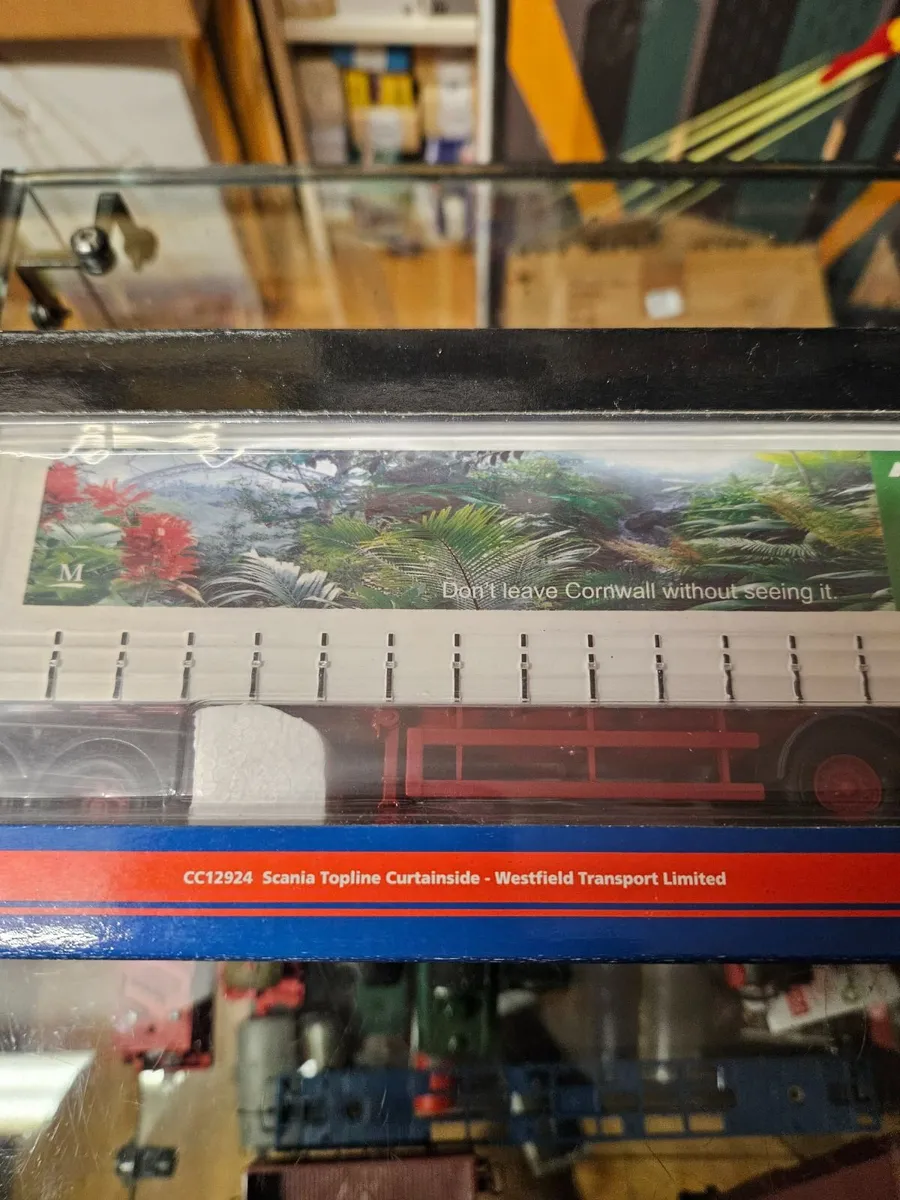 M
Don't leave Cornwall without seeing it.
CC12924 Scania Topline Curtainside - Westfield Transport Limited